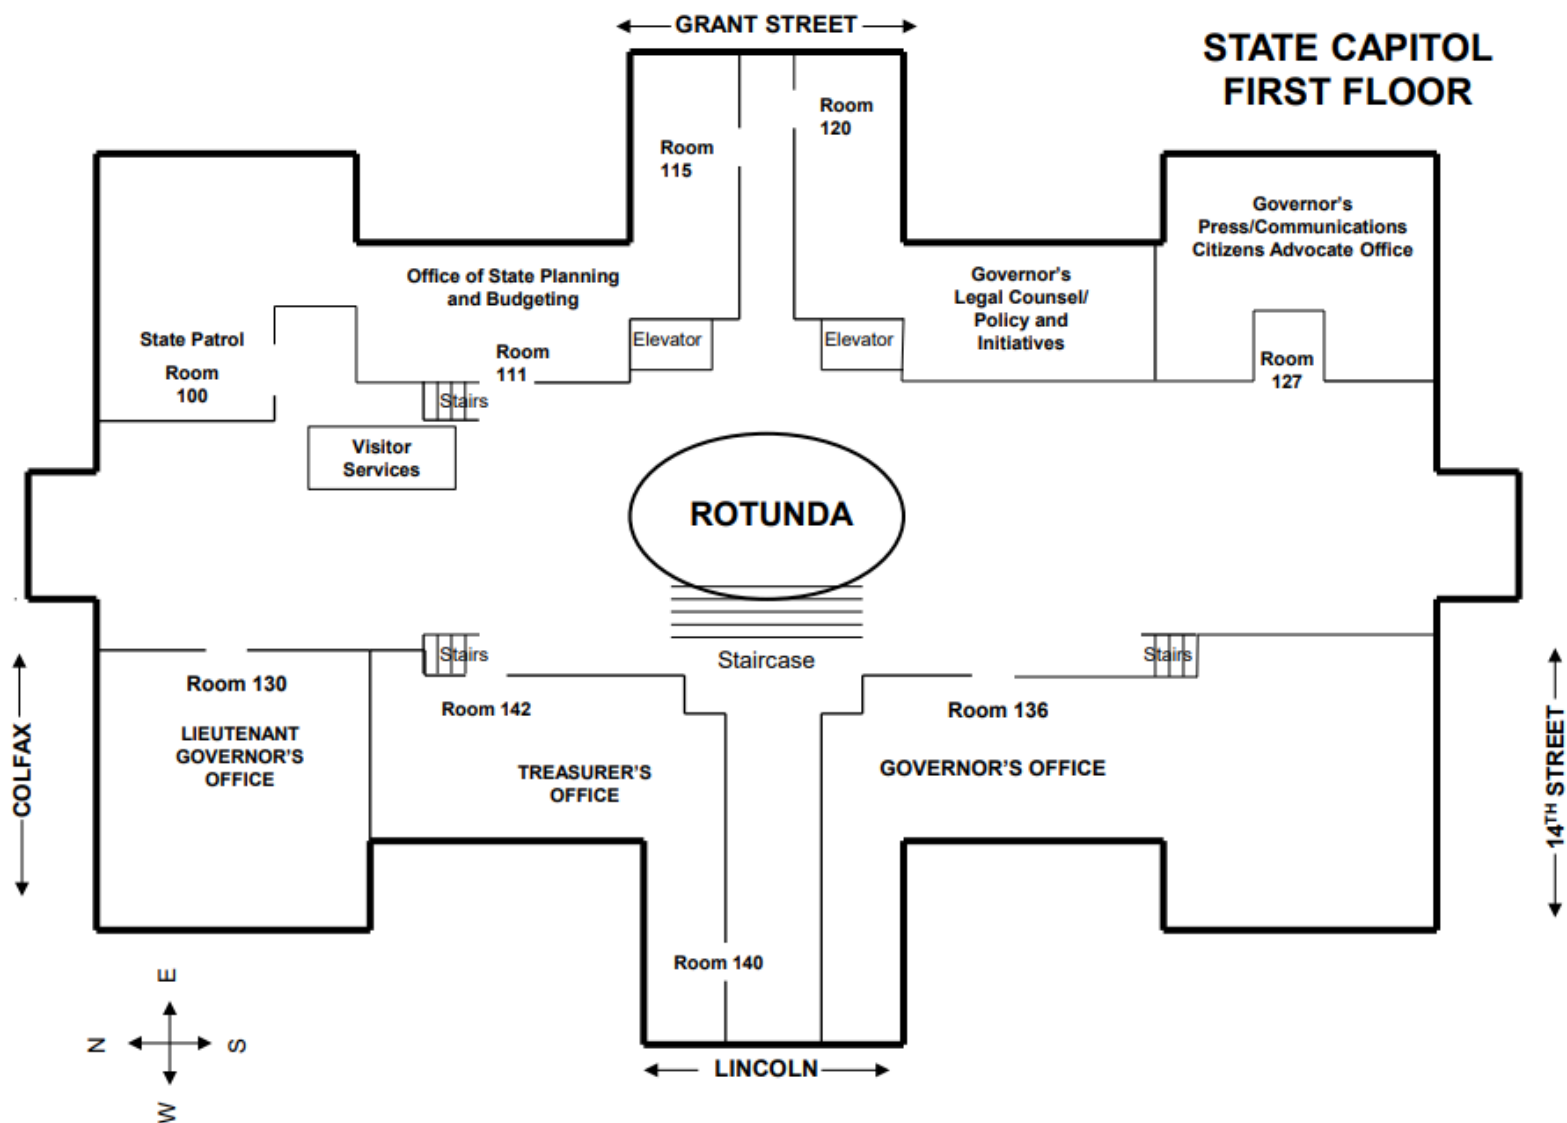 GRANT STREET
STATE CAPITOL
FIRST FLOOR
Room
120
Room
115
Governor's
Press/Communications
Citizens Advocate Office
Office of State Planning
and Budgeting
Governor's
Legal Counsel/
Policy and
Initiatives
State Patrol
Room
100
Room
111
Elevator
Elevator
Room
127
Stairs
Visitor
Services
ROTUNDA
Stairs
Staircase
Stairs
Room 130
Room 142
Room 136
LIEUTENANT
GOVERNOR'S
OFFICE
TREASURER'S
OFFICE
GOVERNOR'S OFFICE
COLFAX
14TH STREET
Room 140
E
N
S
W
LINCOLN